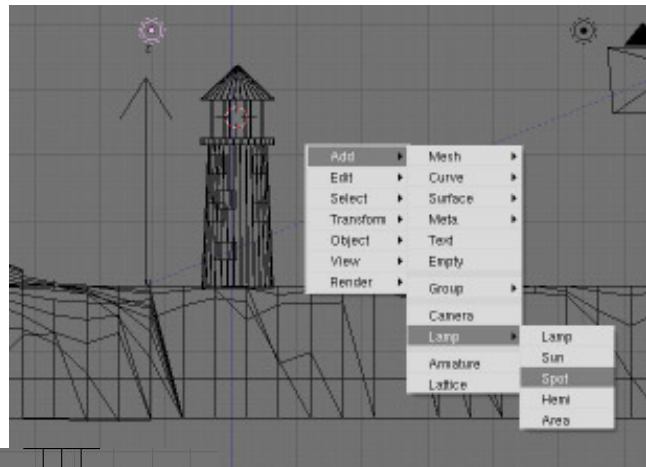 Add
Edit
Select
Transform
Object
View
Render
Mesh
Curve
Surface
Meta
Text
Empty
Group
Camera
Lamp
Armature
Lattice
Lamp
Sun
Spot
Hemi
Area